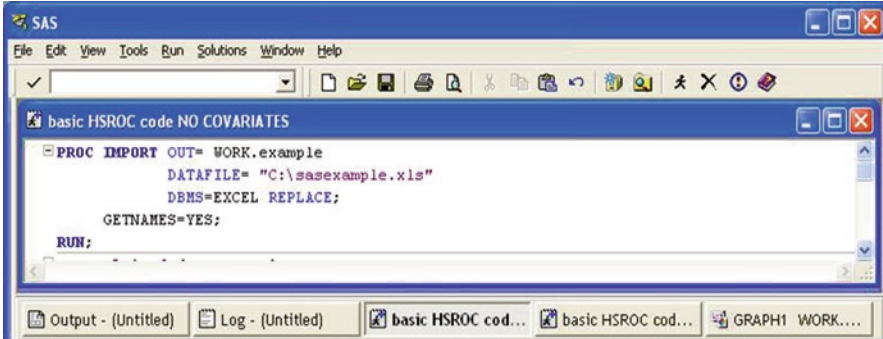 SAS
File Edit View Tools Run Solutions Window Help
basic HSROC code NO COVARIATES
PROC IMPORT OUT= WORK.example
DATAFILE= "C:\sasexample.xls"
DBMS=EXCEL REPLACE;
GETNAMES=YES;
RUN;
Output - (Untitled) Log - (Untitled) basic HSROC cod... basic HSROC cod... GRAPH1 WORK....